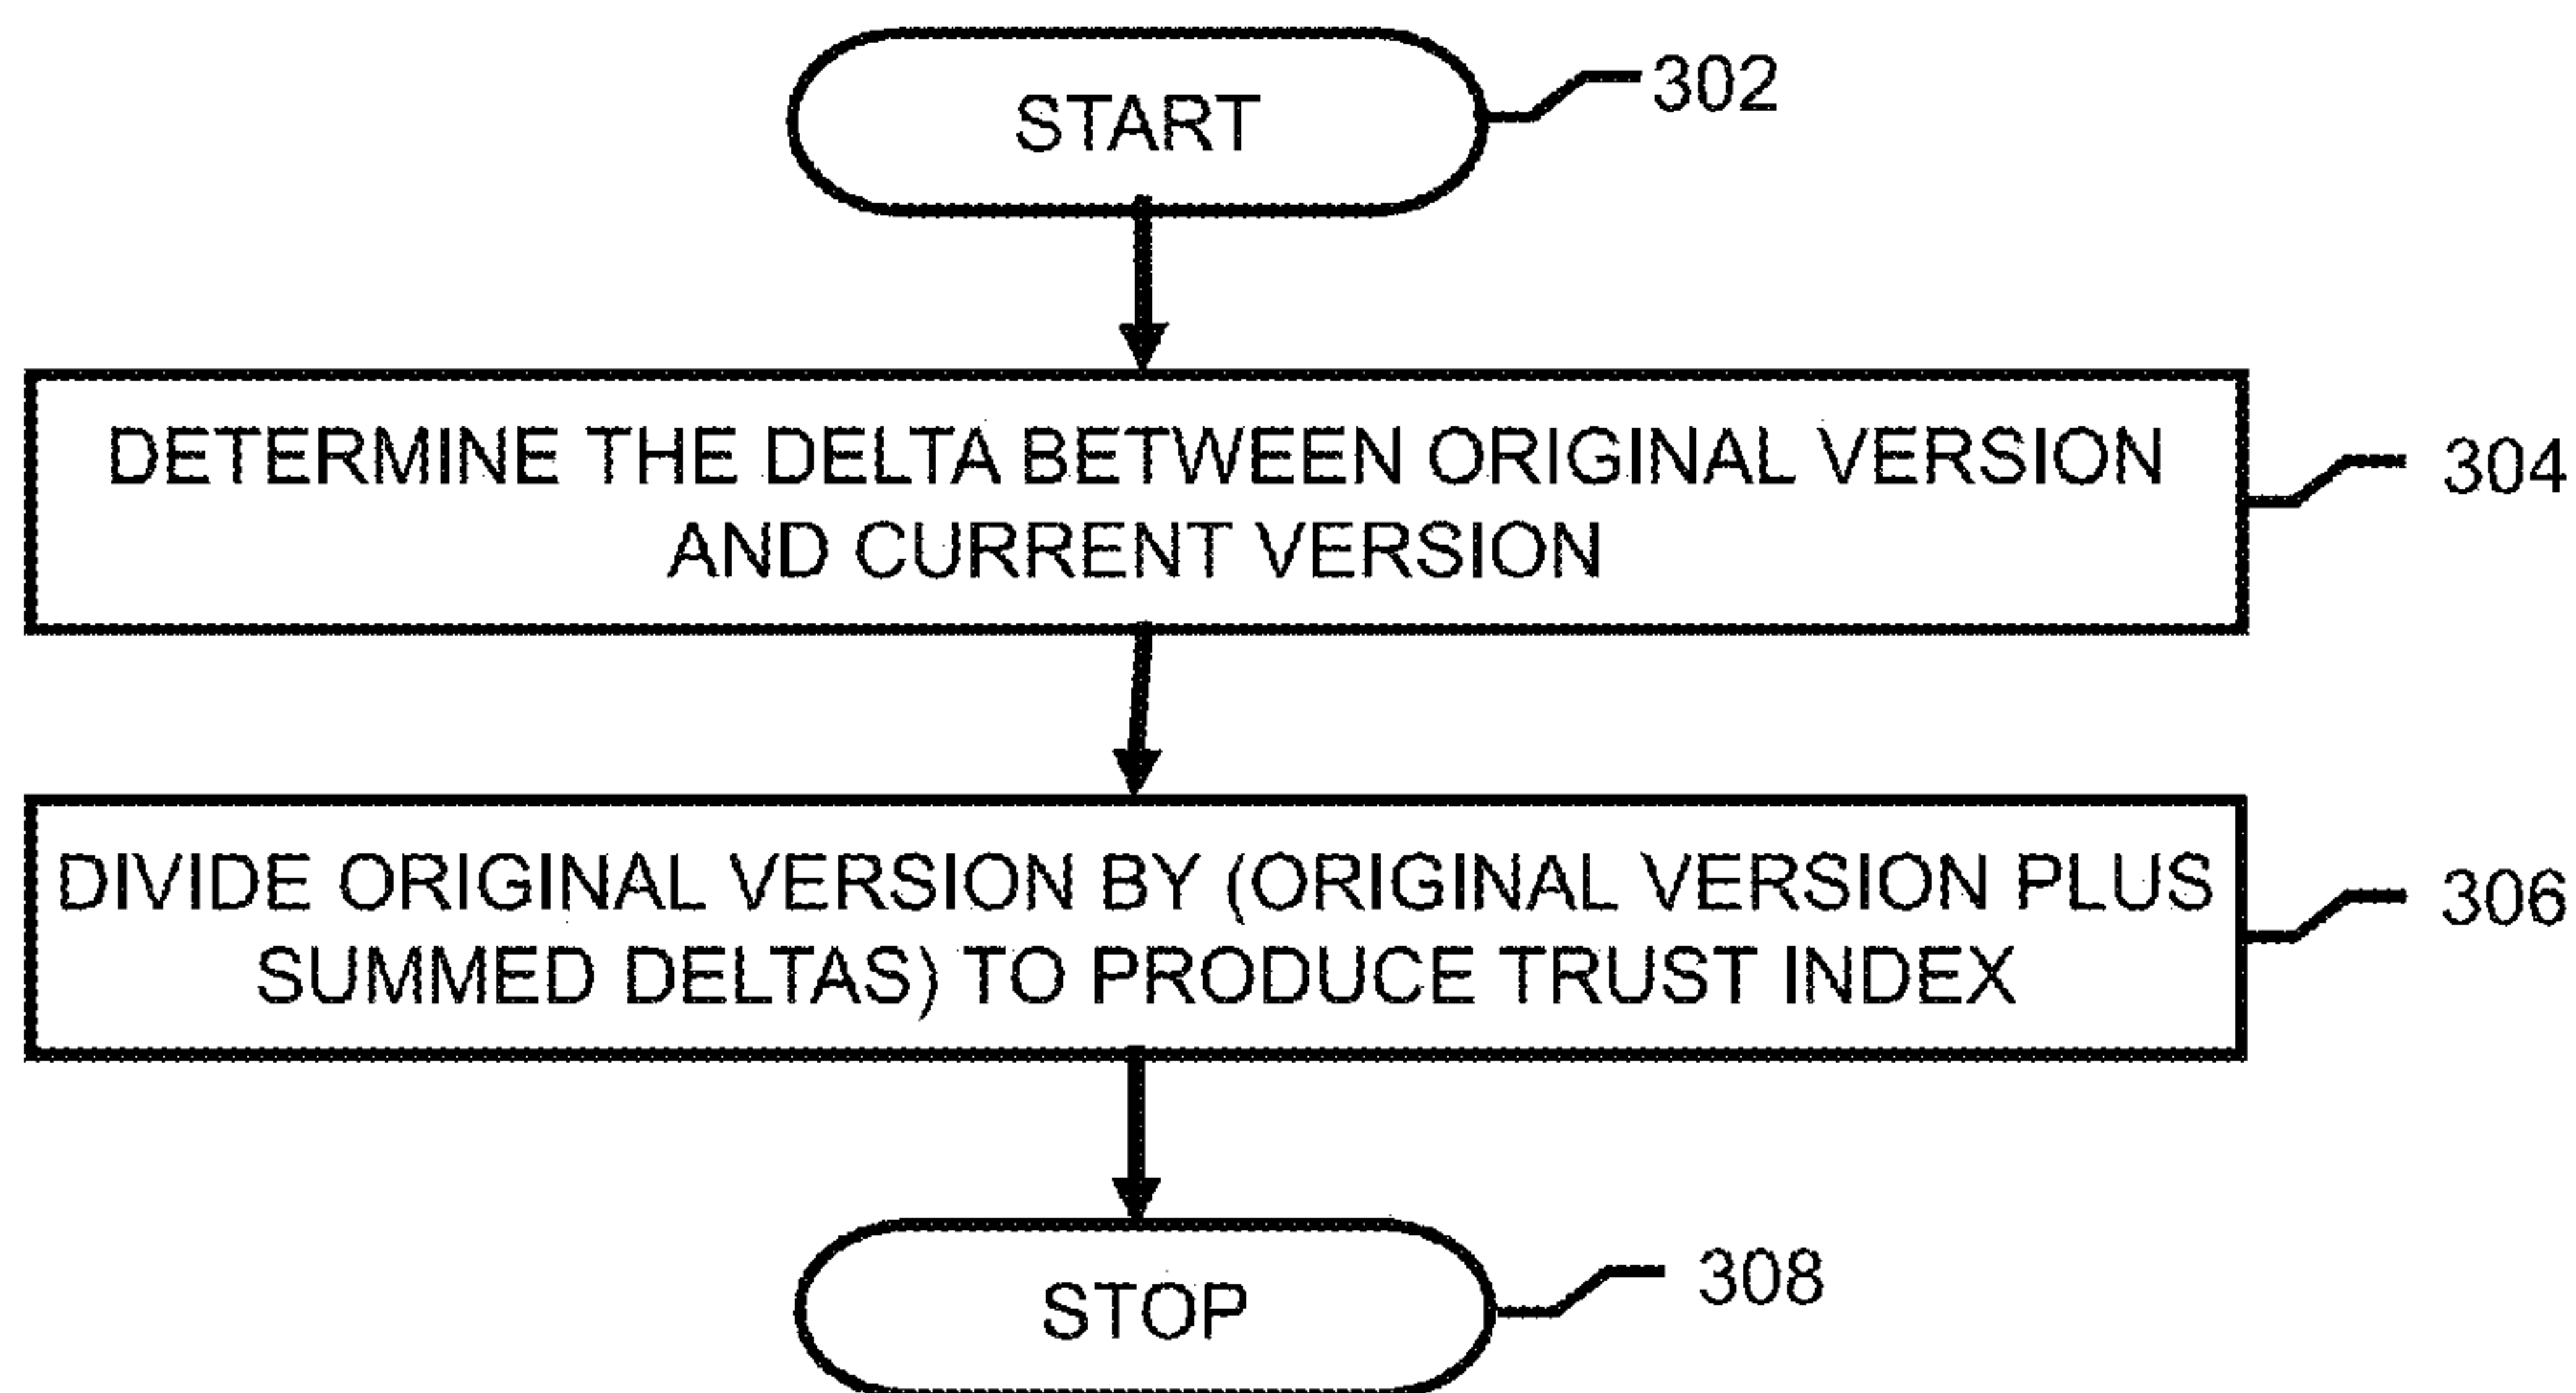 START
302
DETERMINE THE DELTA BETWEEN ORIGINAL VERSION
AND CURRENT VERSION
304
DIVIDE ORIGINAL VERSION BY (ORIGINAL VERSION PLUS
SUMMED DELTAS) TO PRODUCE TRUST INDEX
306
STOP
308